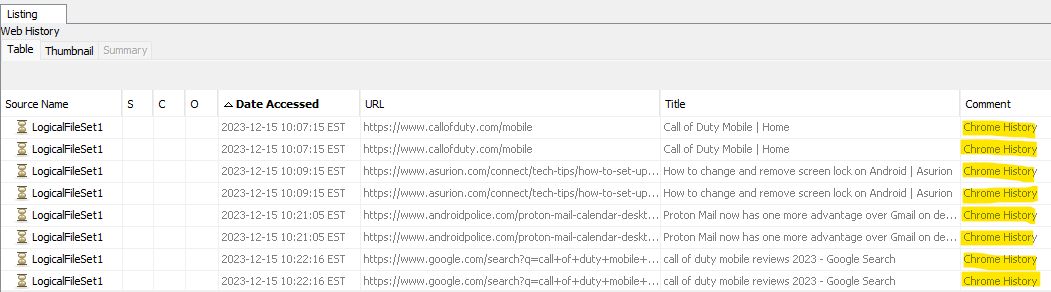 Listing
Web History
Table Thumbnail Summary
Source Name S C O Date Accessed URL Title Comment
LogicalFileSet1 2023-12-15 10:07:15 EST https://www.callofduty.com/mobile Call of Duty Mobile | Home Chrome History
LogicalFileSet1 2023-12-15 10:07:15 EST https://www.callofduty.com/mobile Call of Duty Mobile | Home Chrome History
LogicalFileSet1 2023-12-15 10:09:15 EST https://www.asurion.com/connect/tech-tips/how-to-set-up... How to change and remove screen lock on Android | Asurion Chrome History
LogicalFileSet1 2023-12-15 10:09:15 EST https://www.asurion.com/connect/tech-tips/how-to-set-up... How to change and remove screen lock on Android | Asurion Chrome History
LogicalFileSet1 2023-12-15 10:21:05 EST https://www.androidpolice.com/proton-mail-calendar-deskt... Proton Mail now has one more advantage over Gmail on de... Chrome History
LogicalFileSet1 2023-12-15 10:21:05 EST https://www.androidpolice.com/proton-mail-calendar-deskt... Proton Mail now has one more advantage over Gmail on de... Chrome History
LogicalFileSet1 2023-12-15 10:22:16 EST https://www.google.com/search?q=call+of+duty+mobile+... call of duty mobile reviews 2023 - Google Search Chrome History
LogicalFileSet1 2023-12-15 10:22:16 EST https://www.google.com/search?q=call+of+duty+mobile+... call of duty mobile reviews 2023 - Google Search Chrome History